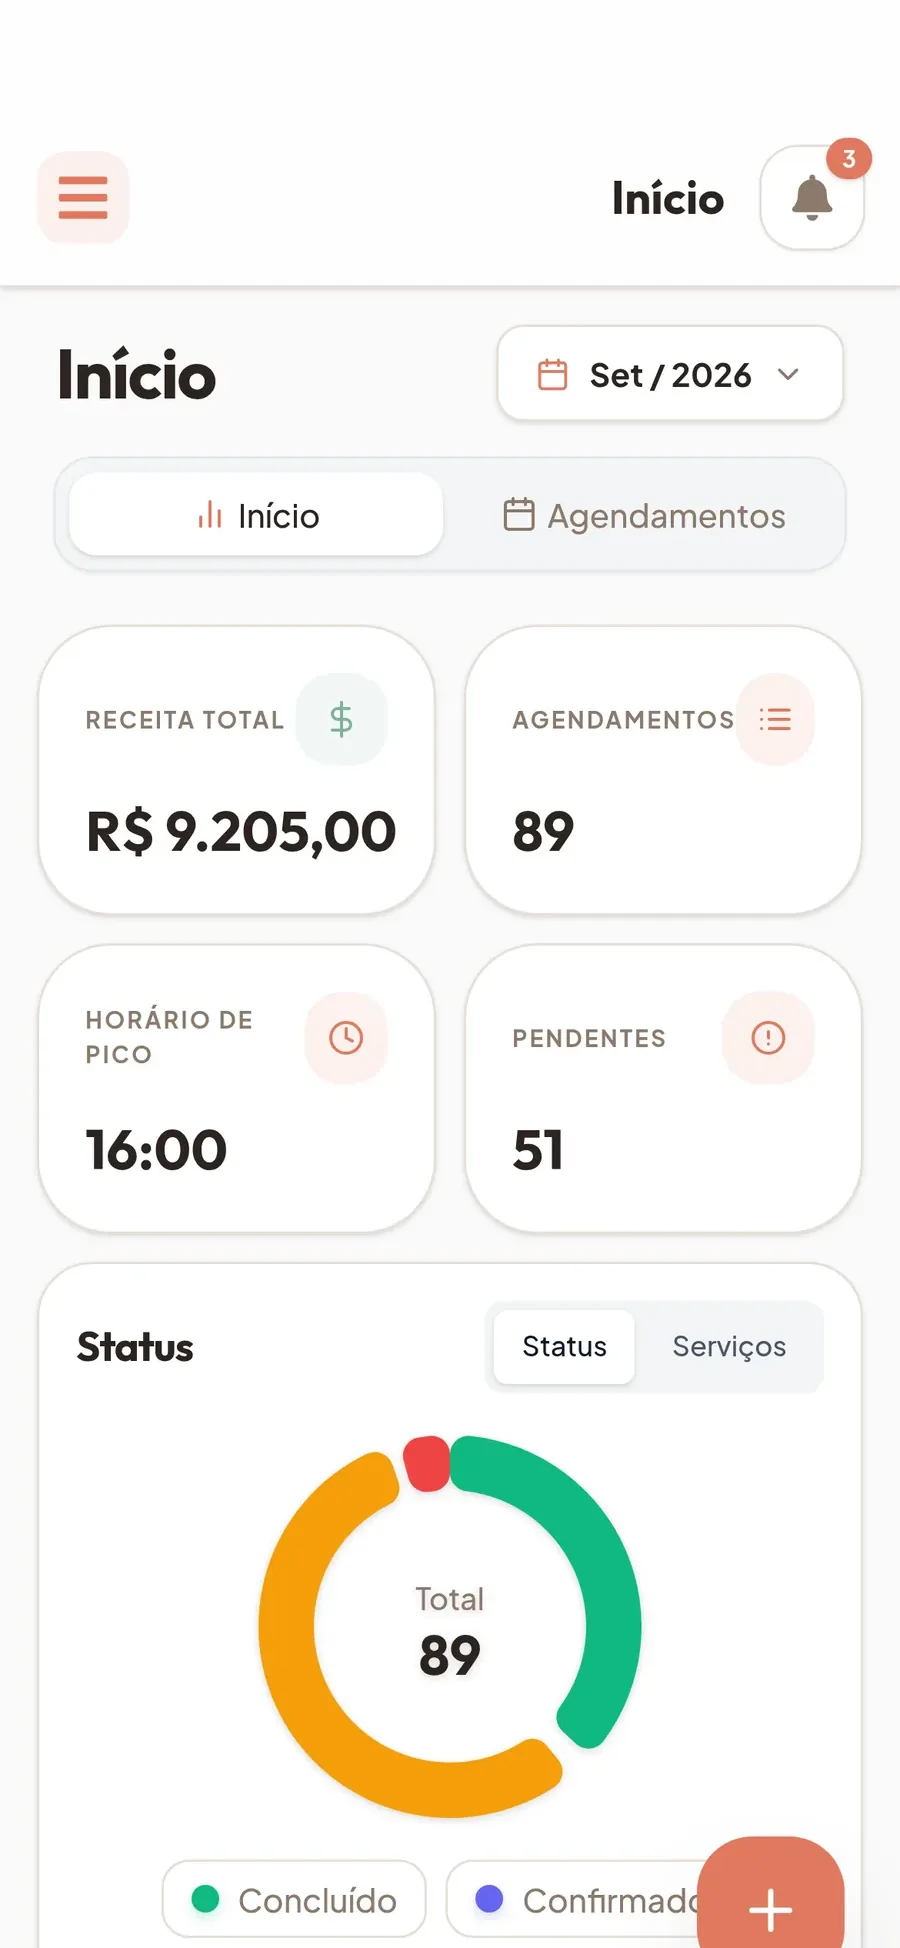 Início
3
Início
Set / 2026
Início
Agendamentos
RECEITA TOTAL
R$ 9.205,00
AGENDAMENTOS
89
HORÁRIO DE
PICO
16:00
PENDENTES
51
Status
Status
Serviços
Total
89
Concluído
Confirmado